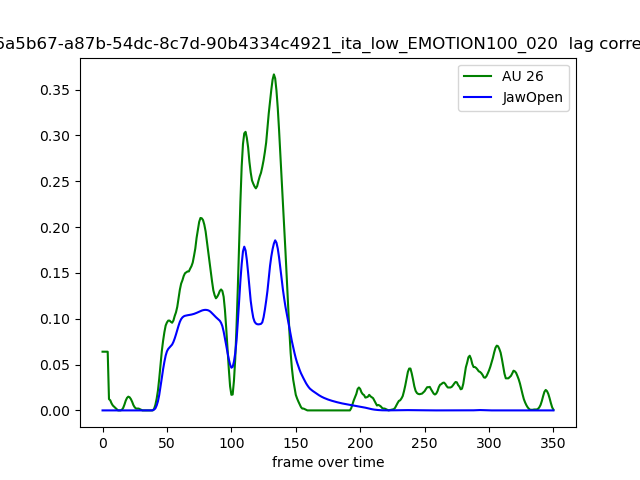 6a5b67-a87b-54dc-8c7d-90b4334c4921_ita_low_EMOTION100_020 lag corre
AU 26
JawOpen
0.35
0.30
0.25
0.20
0.15
0.10
0.05
0.00
0 50 100 150 200 250 300 350
frame over time